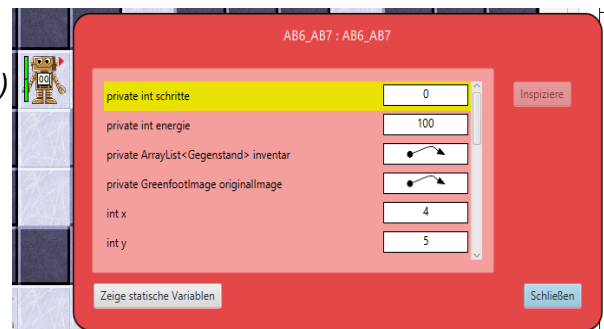 )
AB6_AB7 : AB6_AB7
private int schritte 0
Inspiziere
private int energie 100
private ArrayList<Gegenstand> inventar
private GreenfootImage originalImage
int x 4
int y 5
Zeige statische Variablen
Schließen